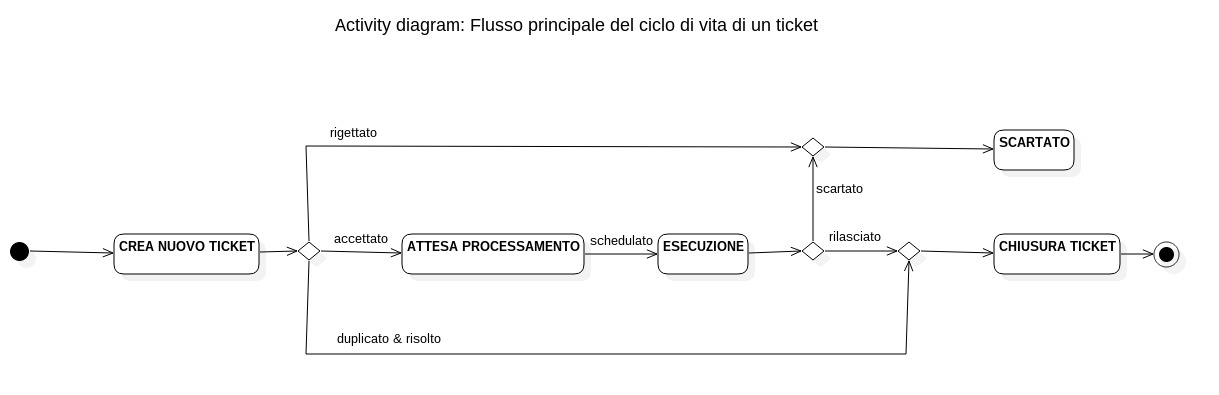 Activity diagram: Flusso principale del ciclo di vita di un ticket
rigettato
SCARTATO
scartato
CREA NUOVO TICKET
accettato
ATTESA PROCESSAMENTO
schedulato
ESECUZIONE
rilasciato
CHIUSURA TICKET
duplicato & risolto